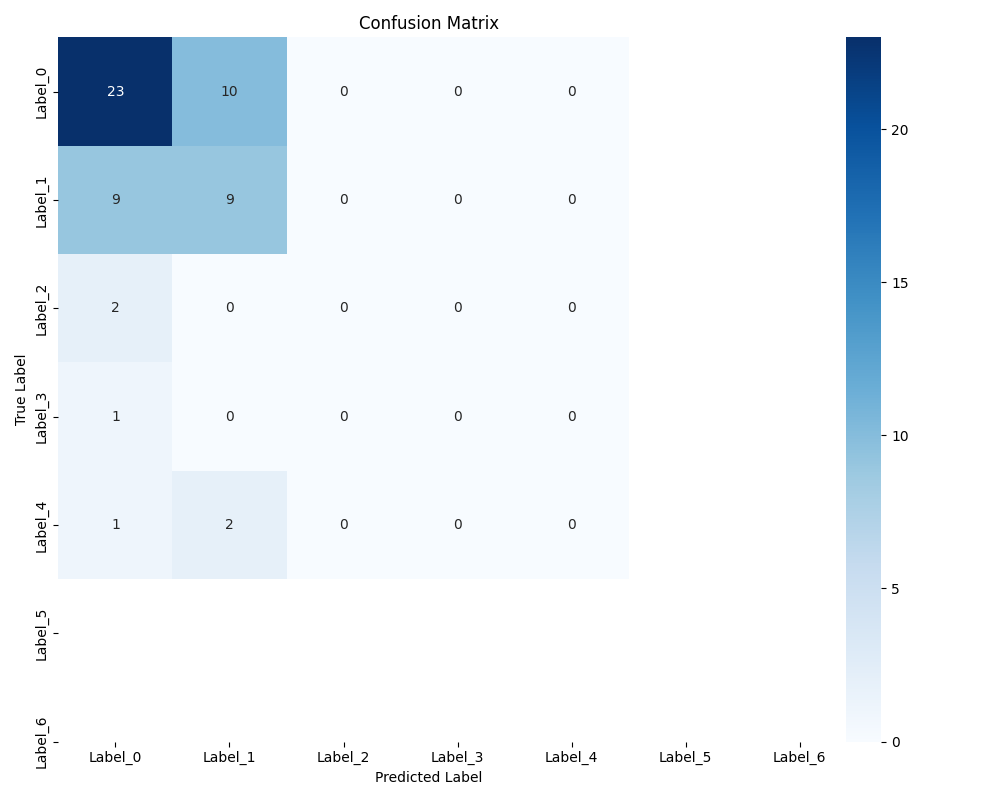 Confusion Matrix
True Label
Label_0 23 10 0 0 0
Label_1 9 9 0 0 0
Label_2 2 0 0 0 0
Label_3 1 0 0 0 0
Label_4 1 2 0 0 0
Label_5
Label_6
Label_0 Label_1 Label_2 Label_3 Label_4 Label_5 Label_6
Predicted Label
20
15
10
5
0